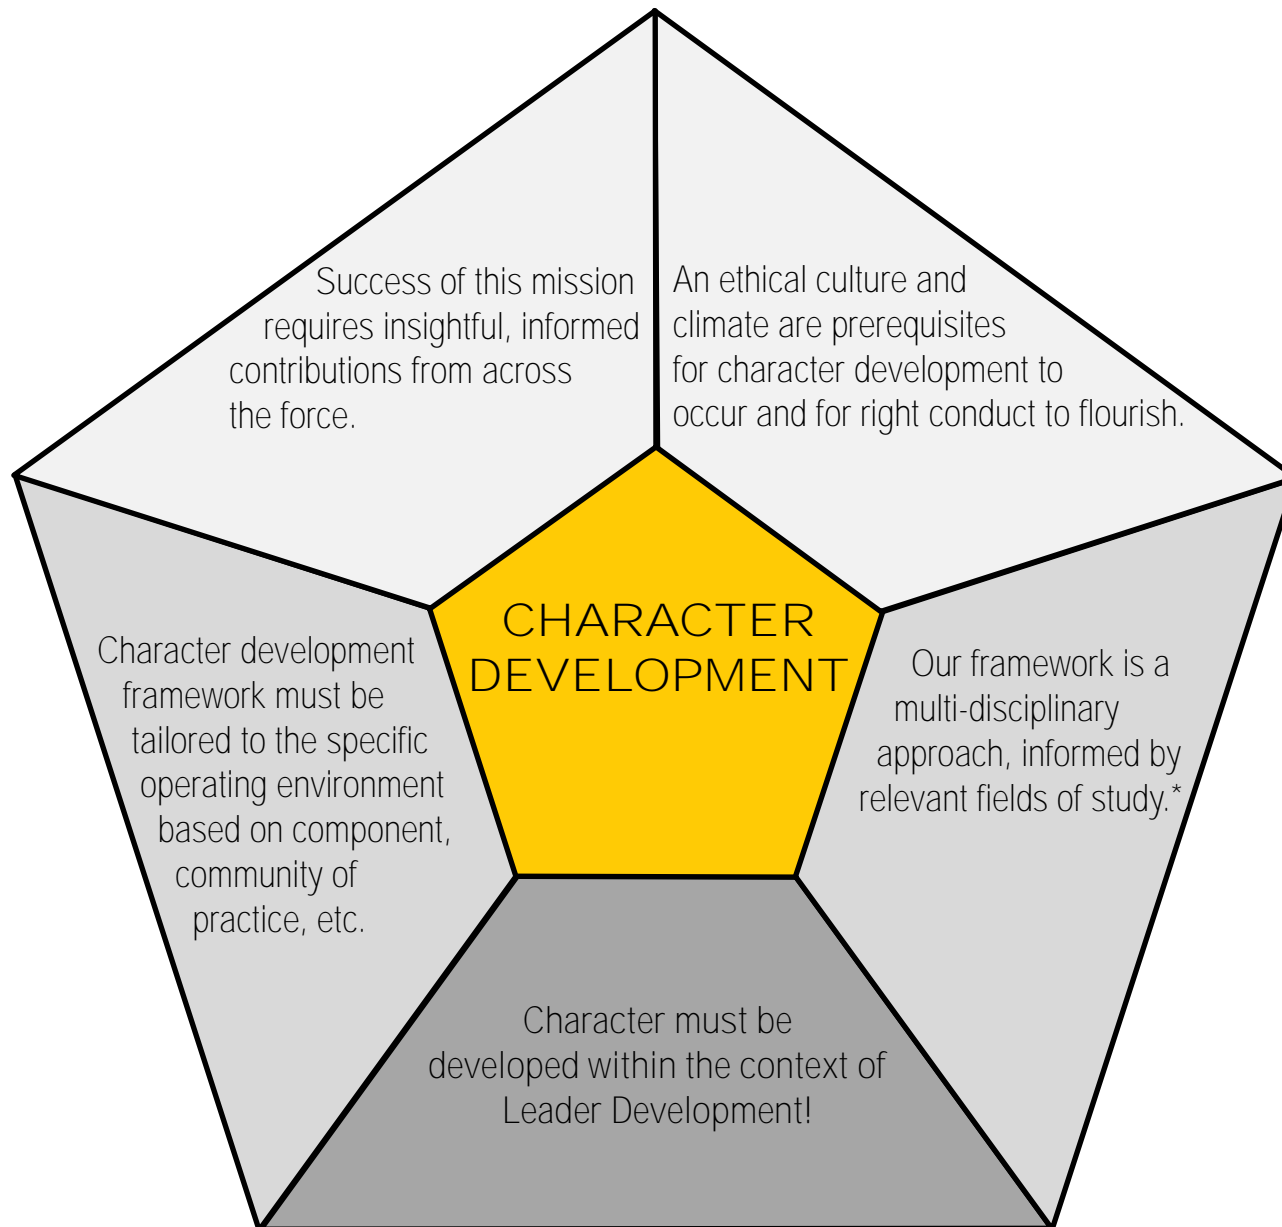 Success of this mission
requires insightful, informed
contributions from across
the force.
An ethical culture and
climate are prerequisites
for character development to
occur and for right conduct to flourish.
CHARACTER
DEVELOPMENT
Character development
framework must be
tailored to the specific
operating environment
based on component,
community of
practice, etc.
Our framework is a
multi-disciplinary
approach, informed by
relevant fields of study.*
Character must be
developed within the context of
Leader Development!